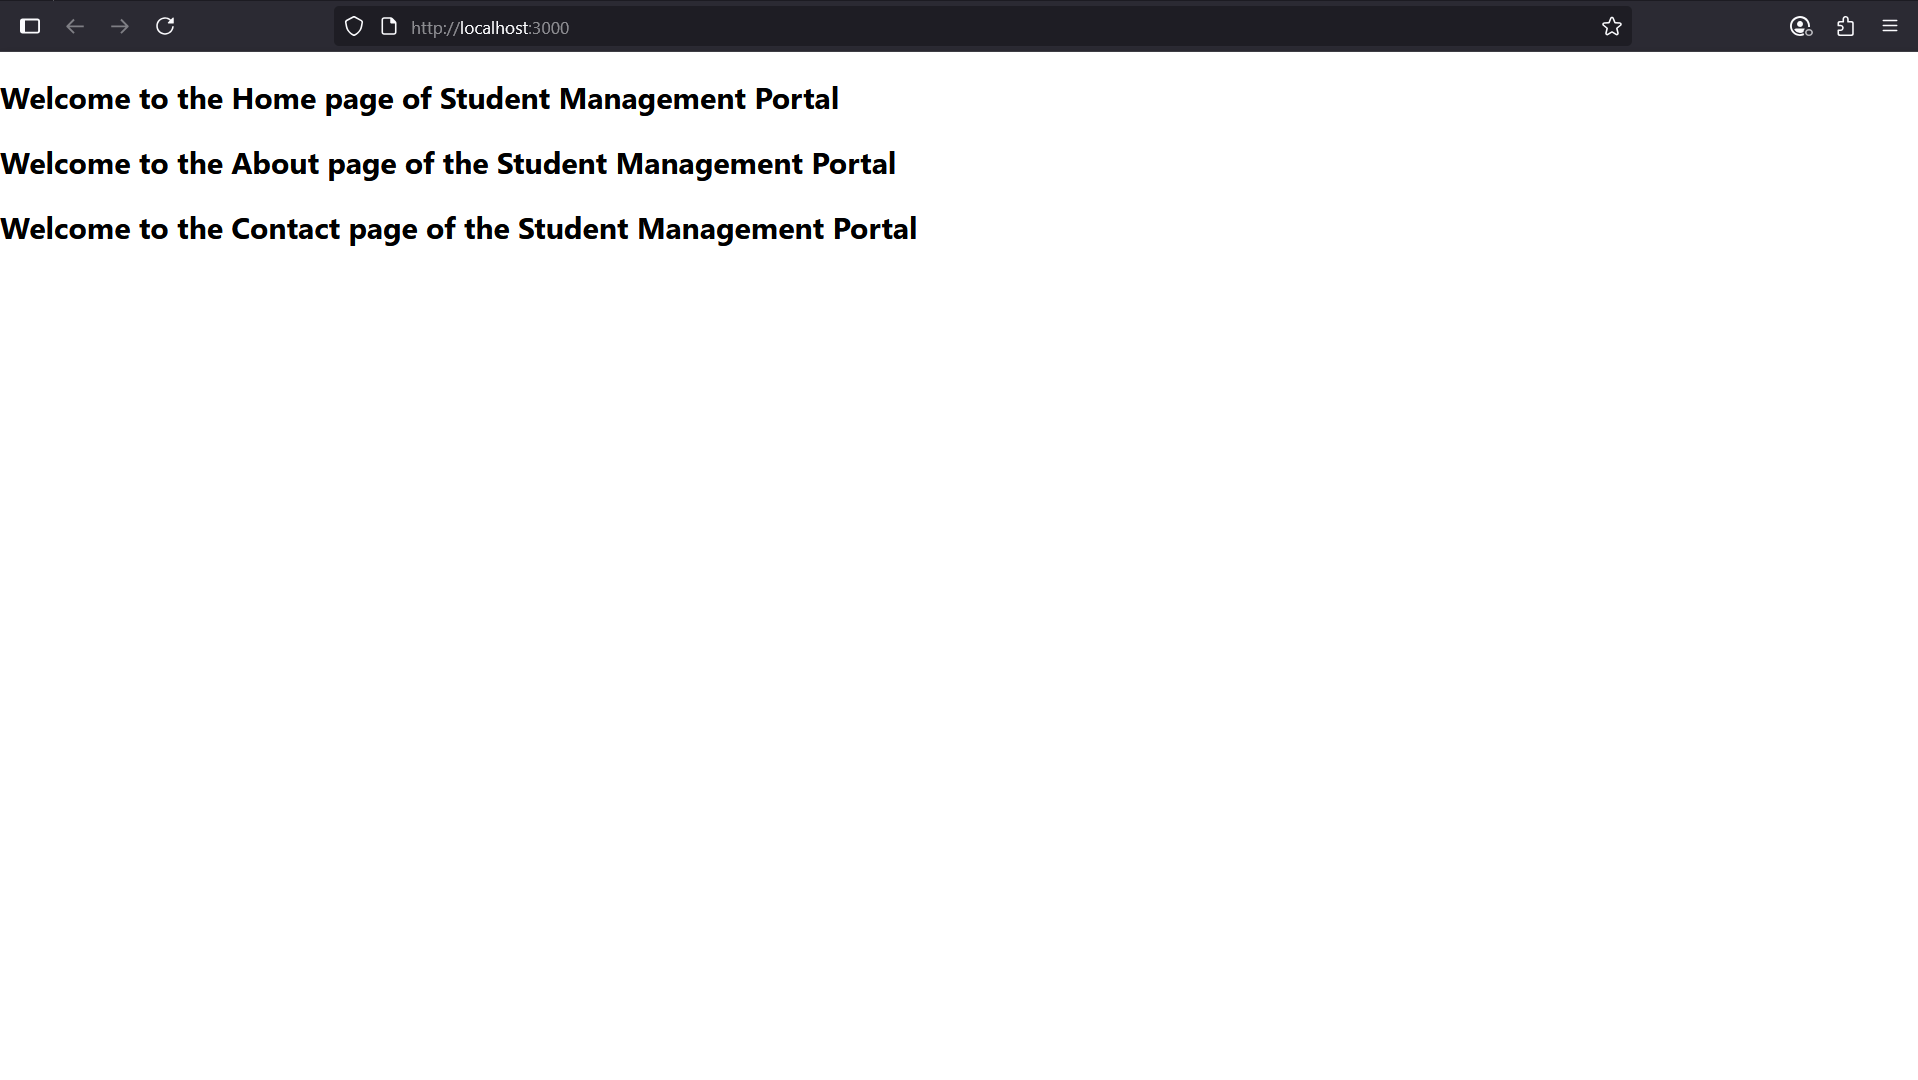 http://localhost:3000
Welcome to the Home page of Student Management Portal
Welcome to the About page of the Student Management Portal
Welcome to the Contact page of the Student Management Portal